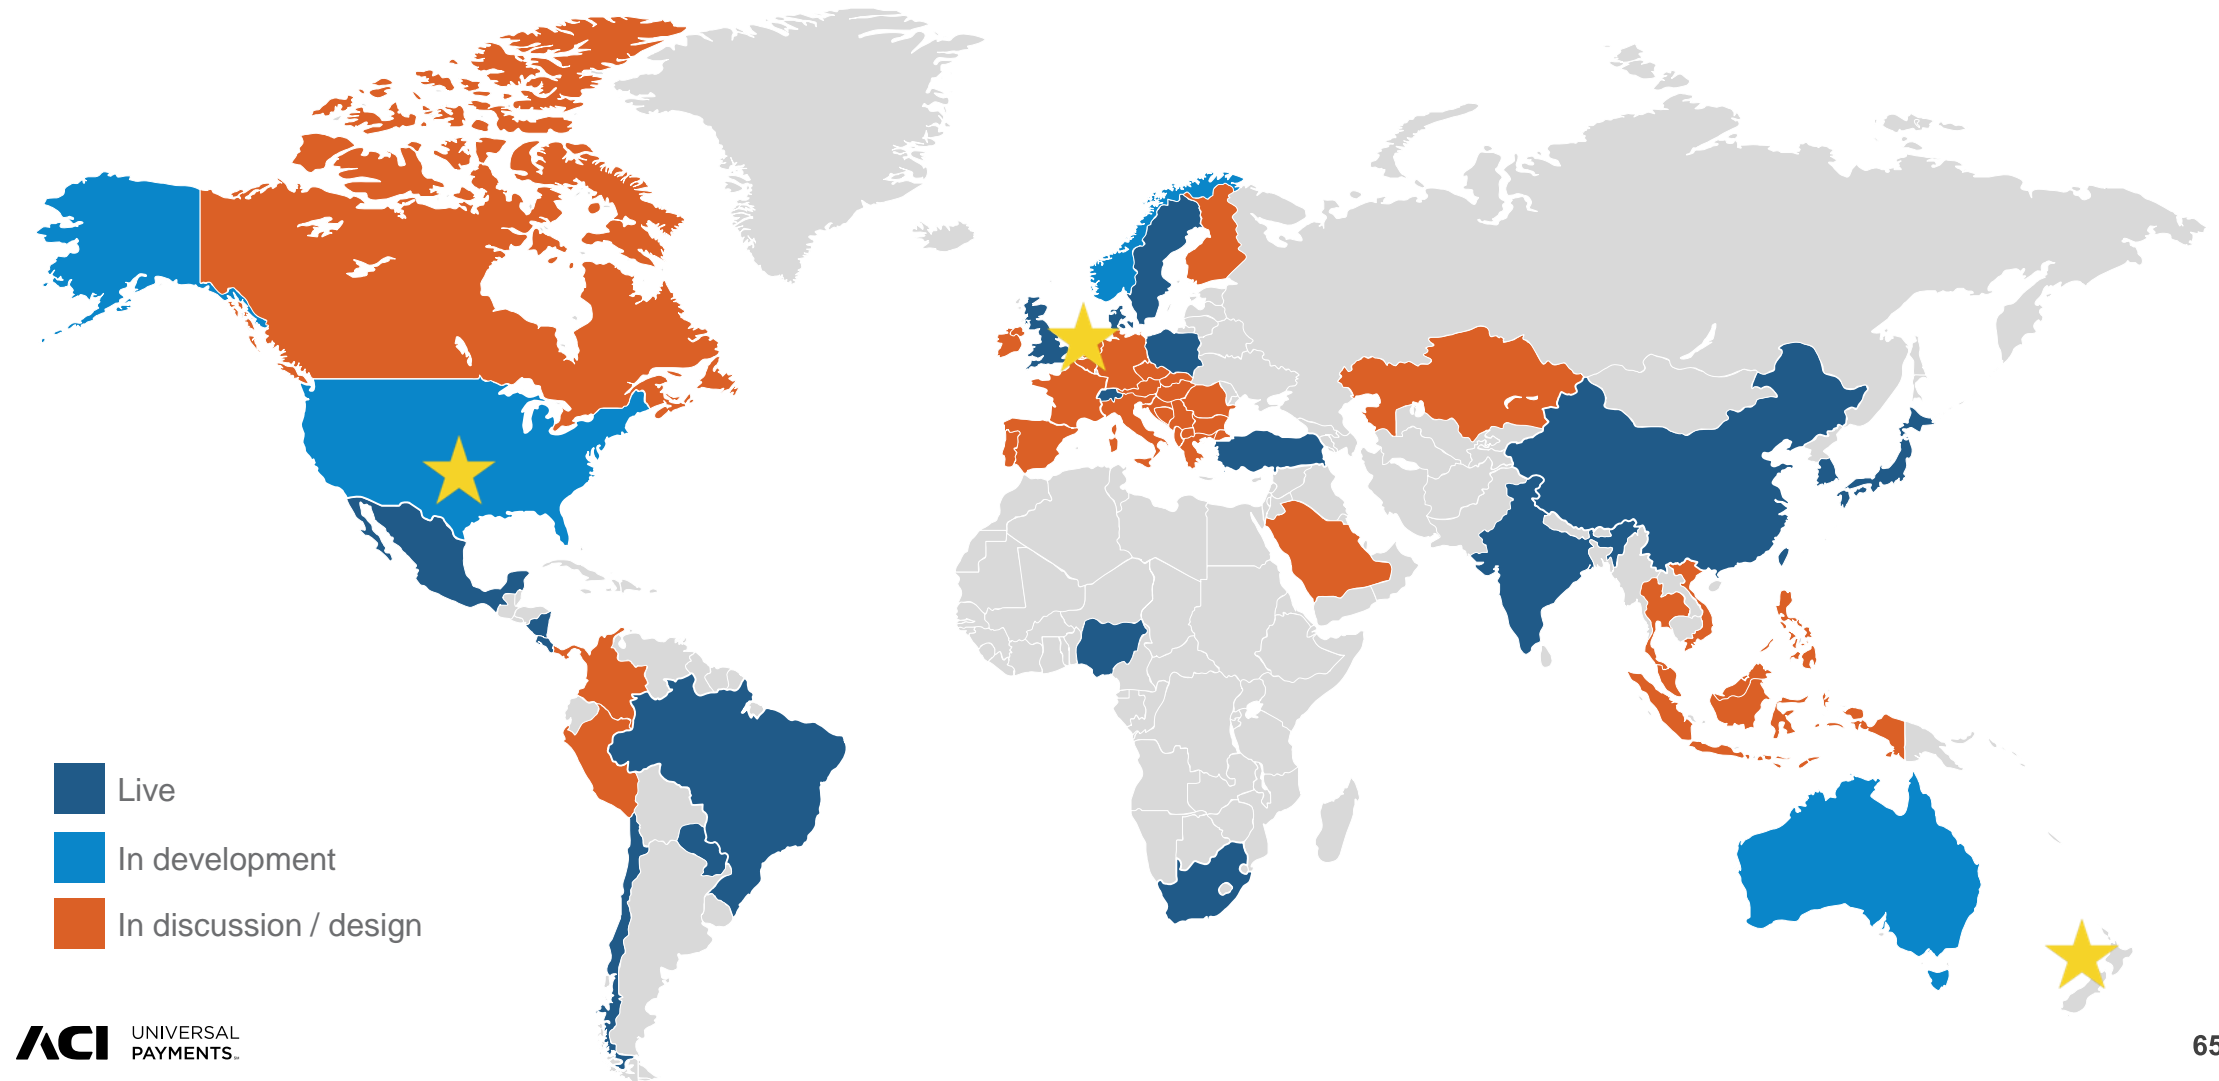 Live
In development
In discussion / design
ACI UNIVERSAL
PAYMENTS
65